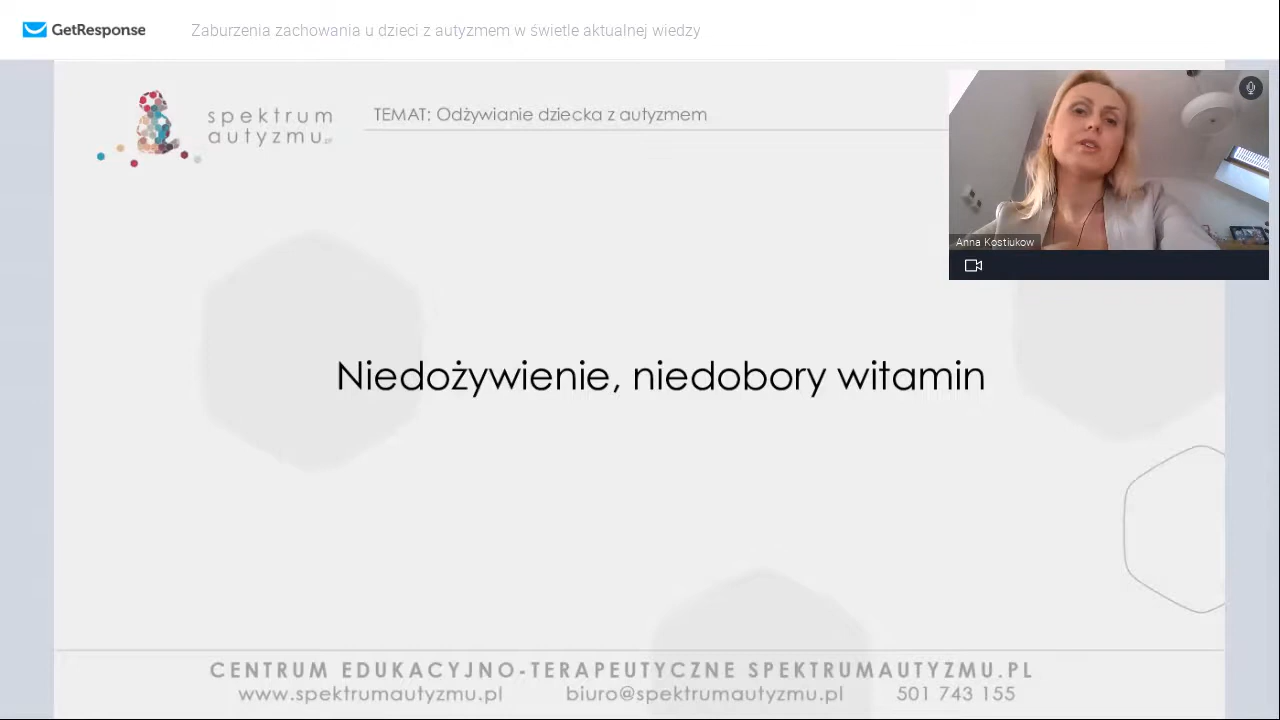 GetResponse
Zaburzenia zachowania u dzieci z autyzmem w świetle aktualnej wiedzy
spektrum
autyzmu.pl
TEMAT: Odżywianie dziecka z autyzmem
Anna Kostiukow
Niedożywienie, niedobory witamin
CENTRUM EDUKACYJNO-TERAPEUTYCZNE SPEKTRUMAUTYZMU.PL
www.spektrumautyzmu.pl biuro@spektrumautyzmu.pl 501 743 155